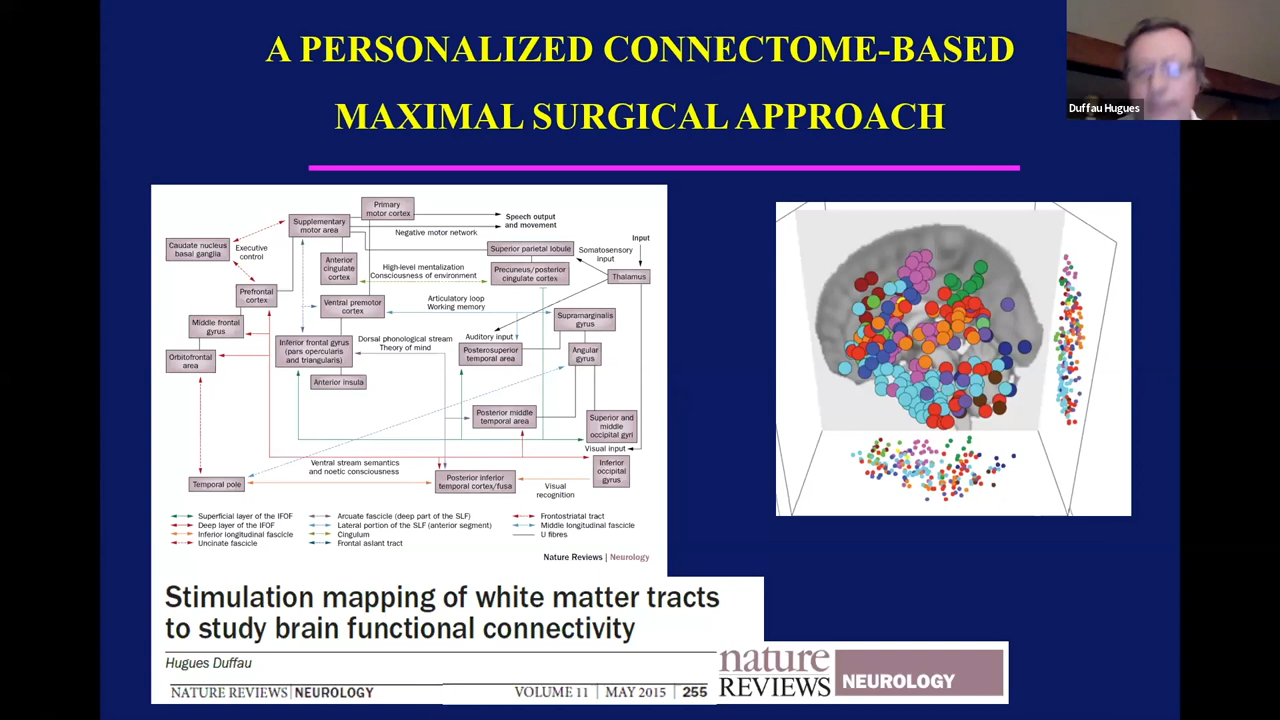 A PERSONALIZED CONNECTOME-BASED
MAXIMAL SURGICAL APPROACH
Duffau Hugues
Primary
motor cortex
Supplementary
motor area
Speech output
and movement
Negative motor network
Input
Caudate nucleus
basal ganglia
Executive
control
Anterior
cingulate
cortex
High-level mentalization
Consciousness of environment
Superior parietal lobule
Precuneus/posterior
cingulate cortex
Somatosensory
input
Thalamus
Prefrontal
cortex
Ventral premotor
cortex
Articulatory loop
Working memory
Middle frontal
gyrus
Supramarginalis
gyrus
Auditory input
Inferior frontal gyrus
(pars opercularis
and triangularis)
Dorsal phonological stream
Theory of mind
Posterosuperior
temporal area
Angular
gyrus
Orbitofrontal
area
Anterior insula
Posterior middle
temporal area
Superior and
middle
occipital gyri
Visual input
Ventral stream semantics
and noetic consciousness
Inferior
occipital
gyrus
Temporal pole
Posterior inferior
temporal cortex/fusa
Visual
recognition
Superficial layer of the IFOF
Deep layer of the IFOF
Inferior longitudinal fascicle
Uncinate fascicle
Arcuate fascicle (deep part of the SLF)
Lateral portion of the SLF (anterior segment)
Cingulum
Frontal aslant tract
Frontostriatal tract
Middle longitudinal fascicle
U fibres
Nature Reviews | Neurology
Stimulation mapping of white matter tracts
to study brain functional connectivity
Hugues Duffau
NATURE REVIEWS | NEUROLOGY
VOLUME 11 | MAY 2015 | 255
nature
REVIEWS
NEUROLOGY